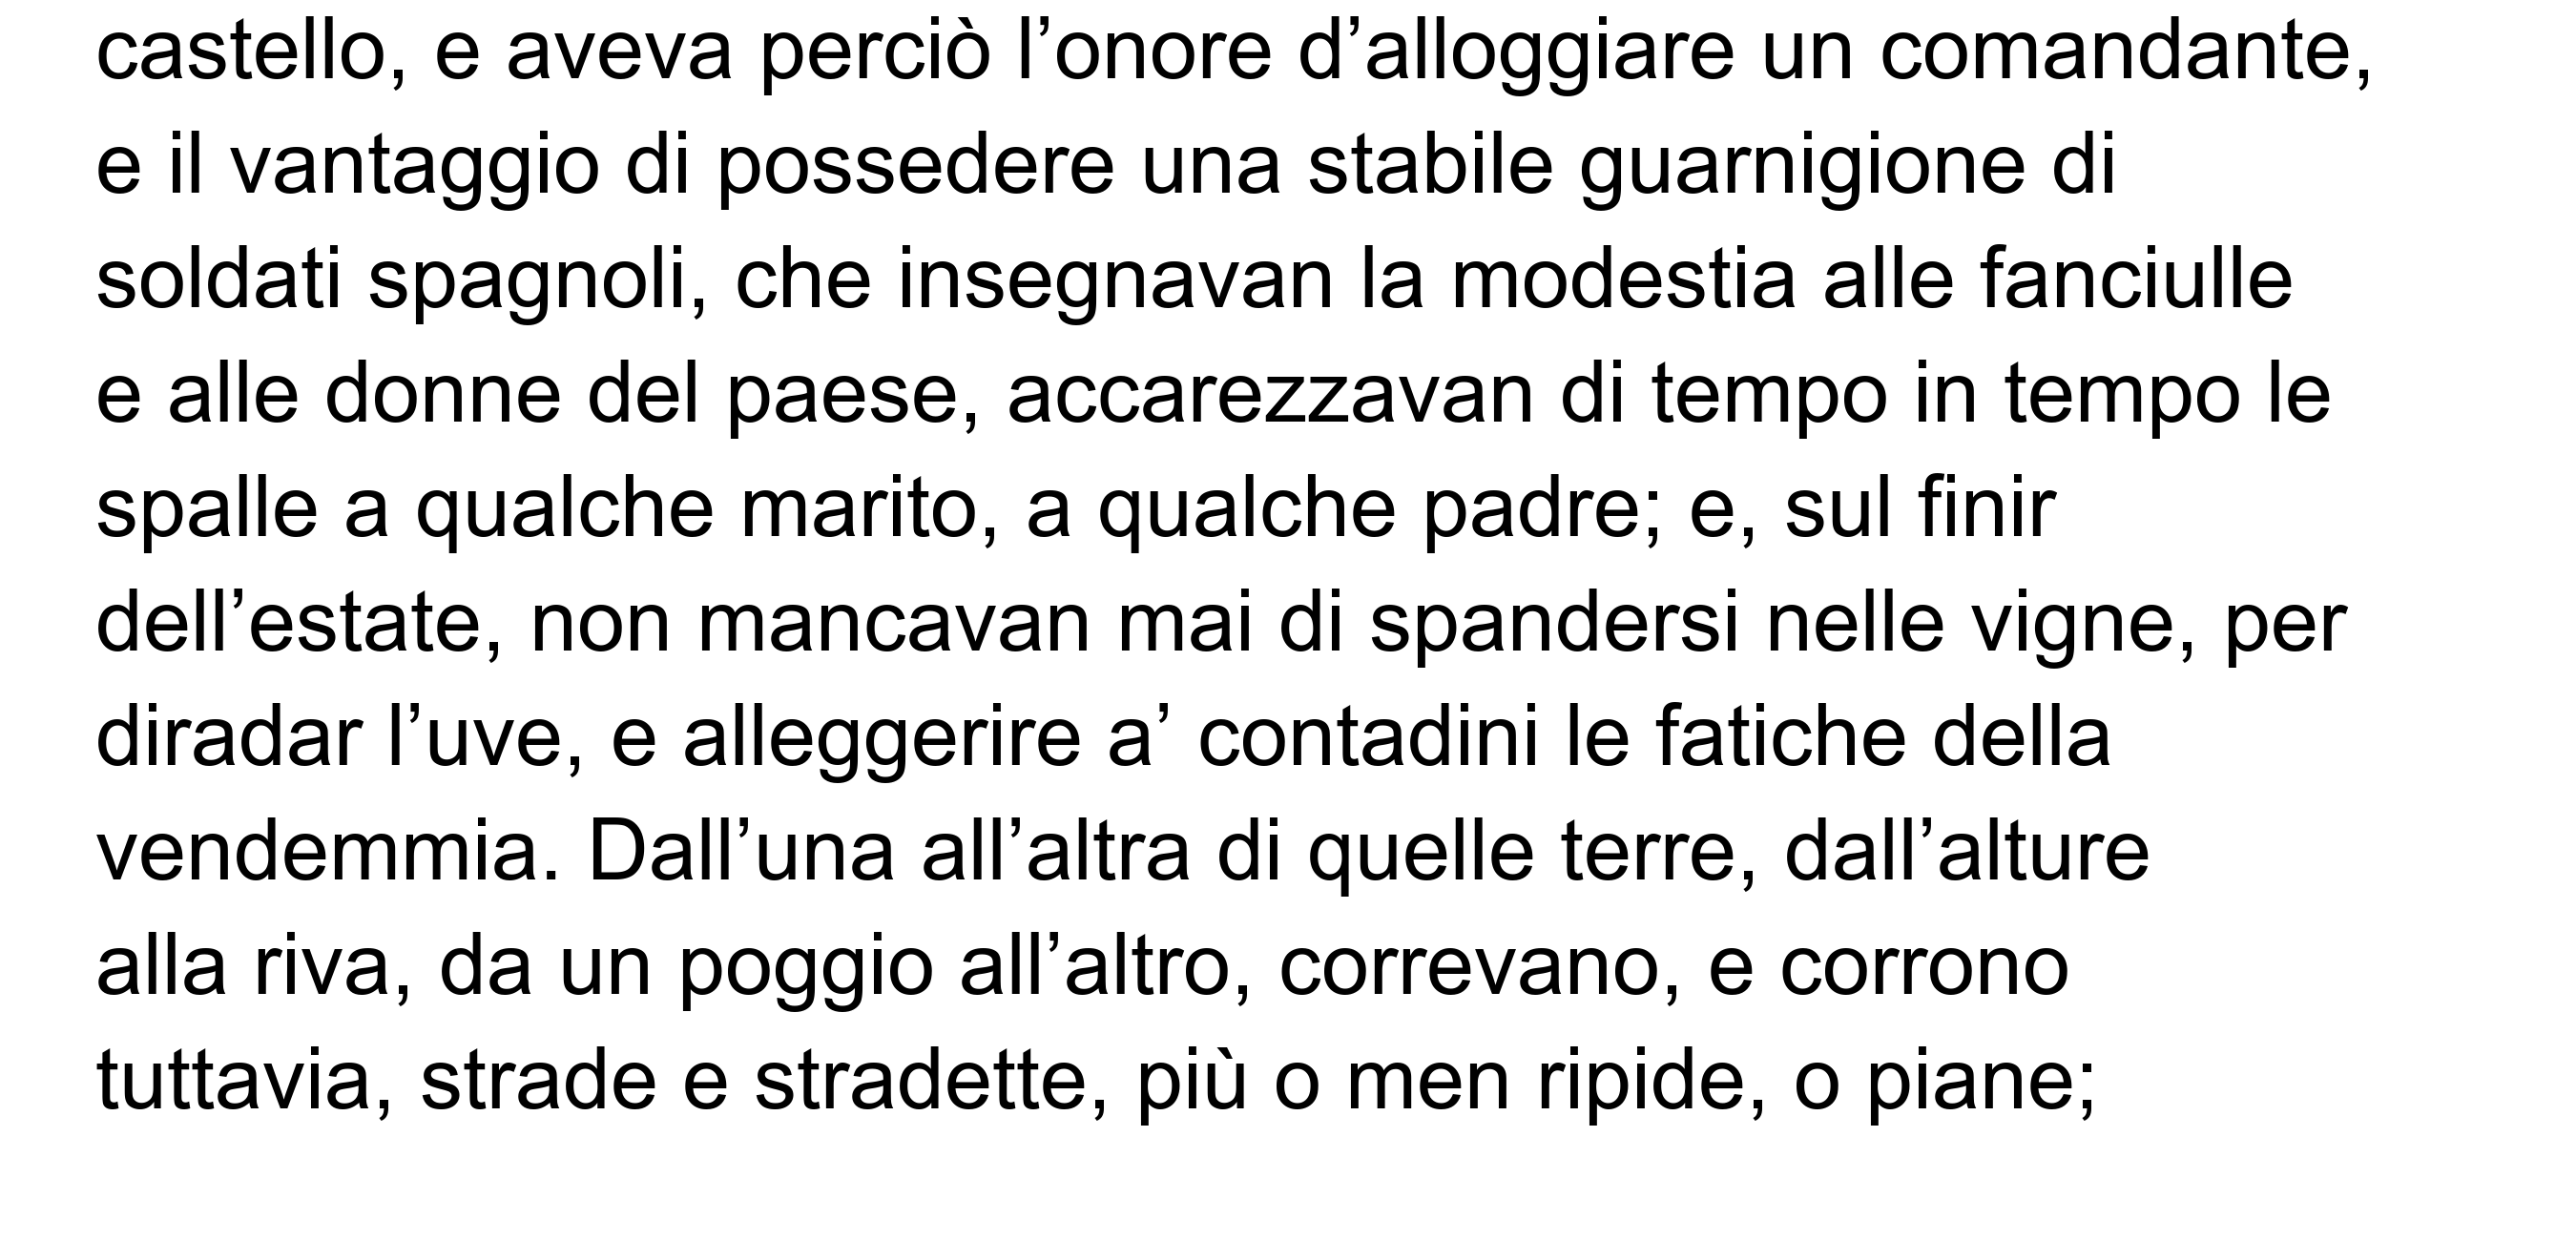 castello, e aveva perciò l’onore d’alloggiare un comandante,
e il vantaggio di possedere una stabile guarnigione di
soldati spagnoli, che insegnavan la modestia alle fanciulle
e alle donne del paese, accarezzavan di tempo in tempo le
spalle a qualche marito, a qualche padre; e, sul finir
dell’estate, non mancavan mai di spandersi nelle vigne, per
diradar l’uve, e alleggerire a’ contadini le fatiche della
vendemmia. Dall’una all’altra di quelle terre, dall’alture
alla riva, da un poggio all’altro, correvano, e corrono
tuttavia, strade e stradette, più o men ripide, o piane;